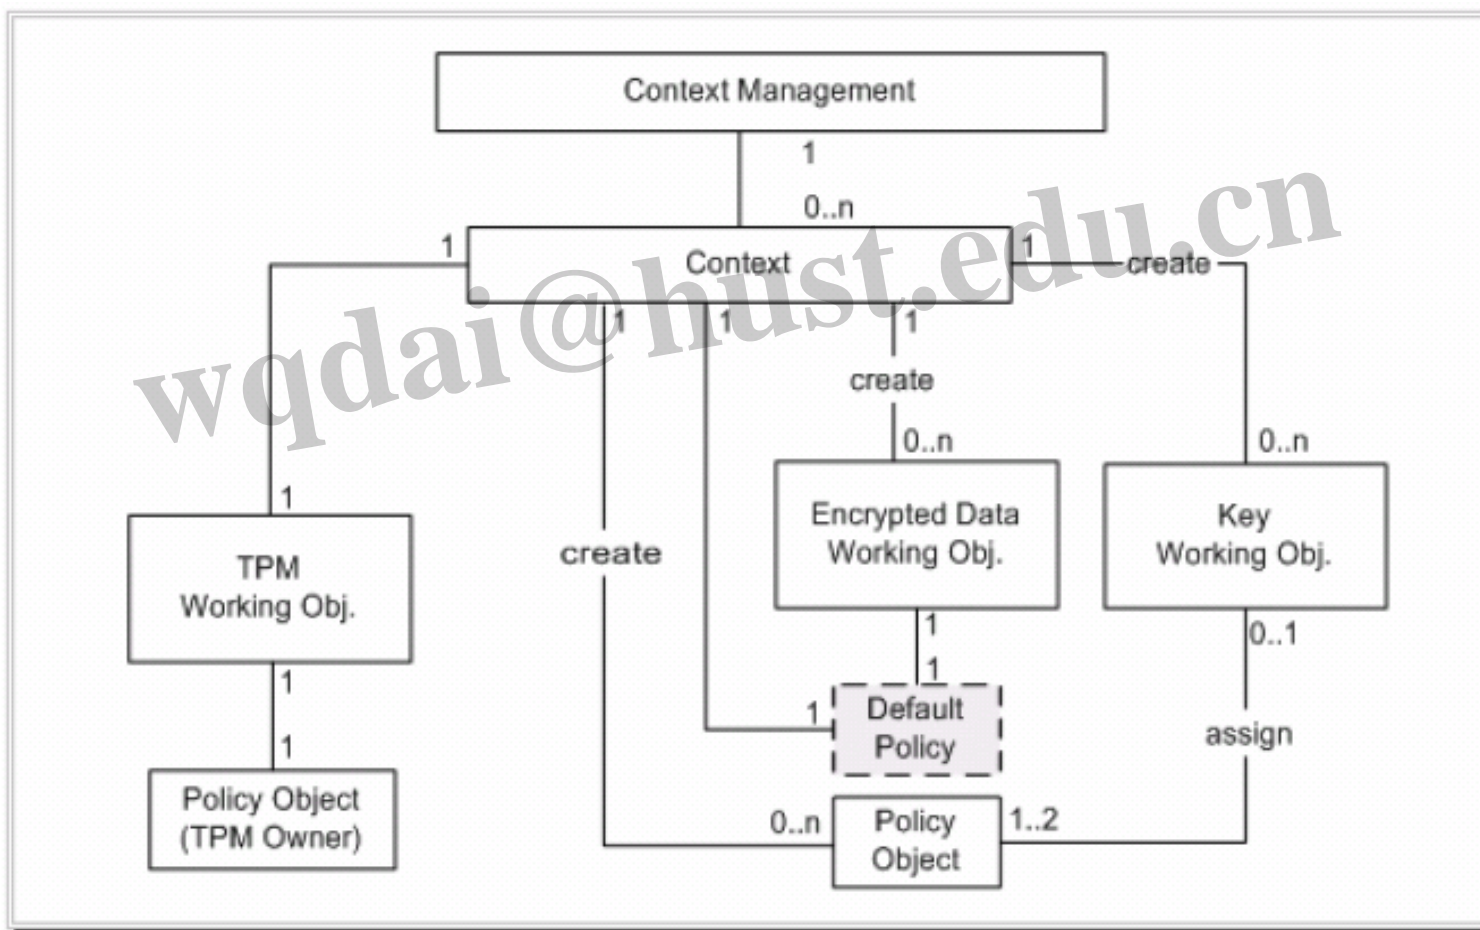 Context Management
1
0..n
1
Context
1
create
1
1
1
create
0..n
0..n
1
Encrypted Data
Working Obj.
Key
Working Obj.
create
TPM
Working Obj.
1
0..1
1
1
1
Default
Policy
assign
1
1
Policy Object
(TPM Owner)
0..n
Policy
Object
1..2
wqdai@hust.edu.cn